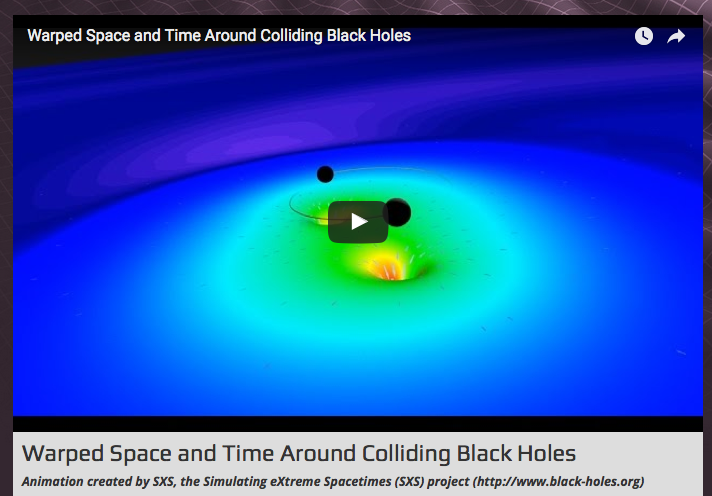 Warped Space and Time Around Colliding Black Holes
Warped Space and Time Around Colliding Black Holes
Animation created by SXS, the Simulating eXtreme Spacetimes (SXS) project (http://www.black-holes.org)